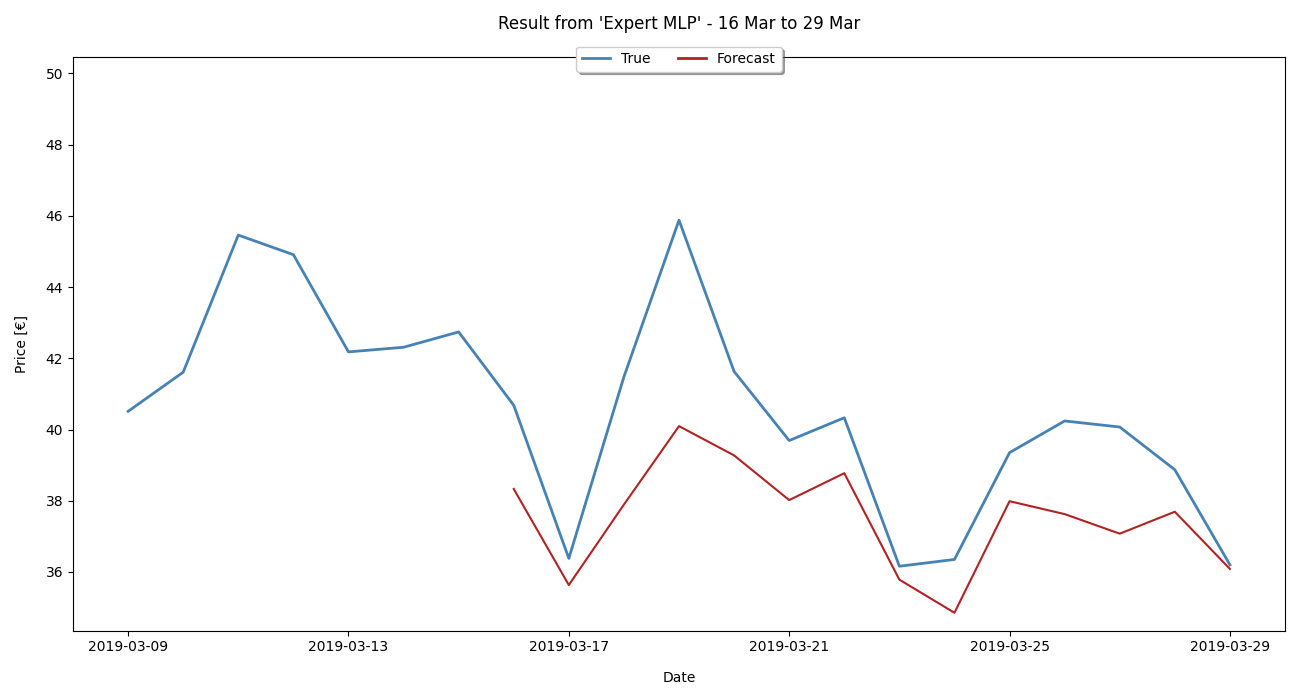 Result from 'Expert MLP' - 16 Mar to 29 Mar
True Forecast
50
48
46
44
42
40
38
36
Price [€]
2019-03-09 2019-03-13 2019-03-17 2019-03-21 2019-03-25 2019-03-29
Date